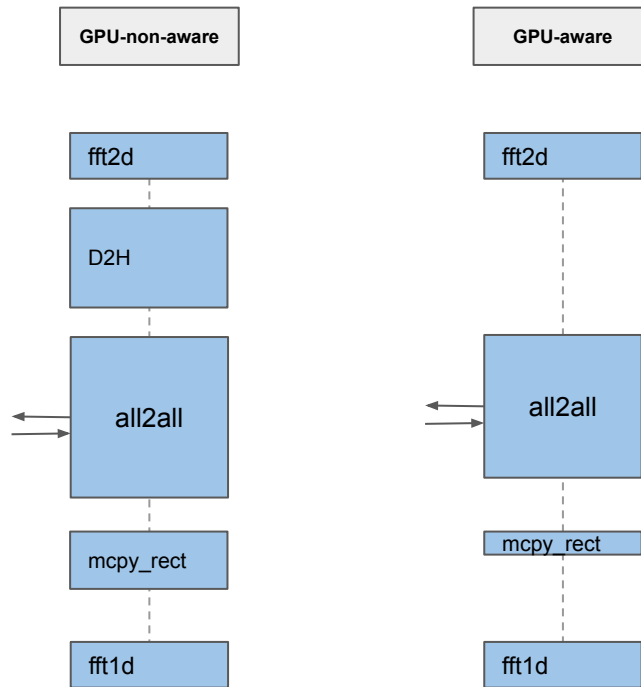 GPU-non-aware
fft2d
D2H
all2all
mcpy_rect
fft1d
GPU-aware
fft2d
all2all
mcpy_rect
fft1d